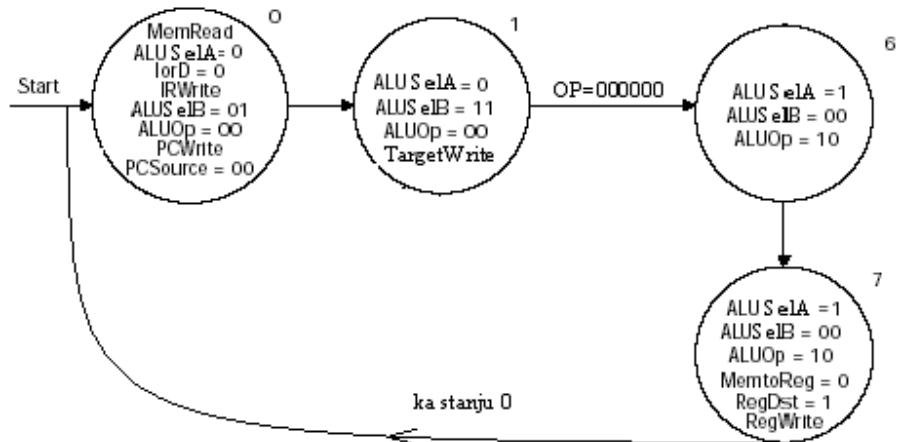 0
MemRead
ALUSelA= 0
IorD = 0
IRWrite
ALUSelB = 01
ALUOp = 00
PCWrite
PCSource = 00
Start
1
ALUSelA = 0
ALUSelB = 11
ALUOp = 00
TargetWrite
OP=000000
6
ALUSelA =1
ALUSelB = 00
ALUOp = 10
7
ALUSelA =1
ALUSelB = 00
ALUOp = 10
MemtoReg = 0
RegDst = 1
RegWrite
ka stanju 0